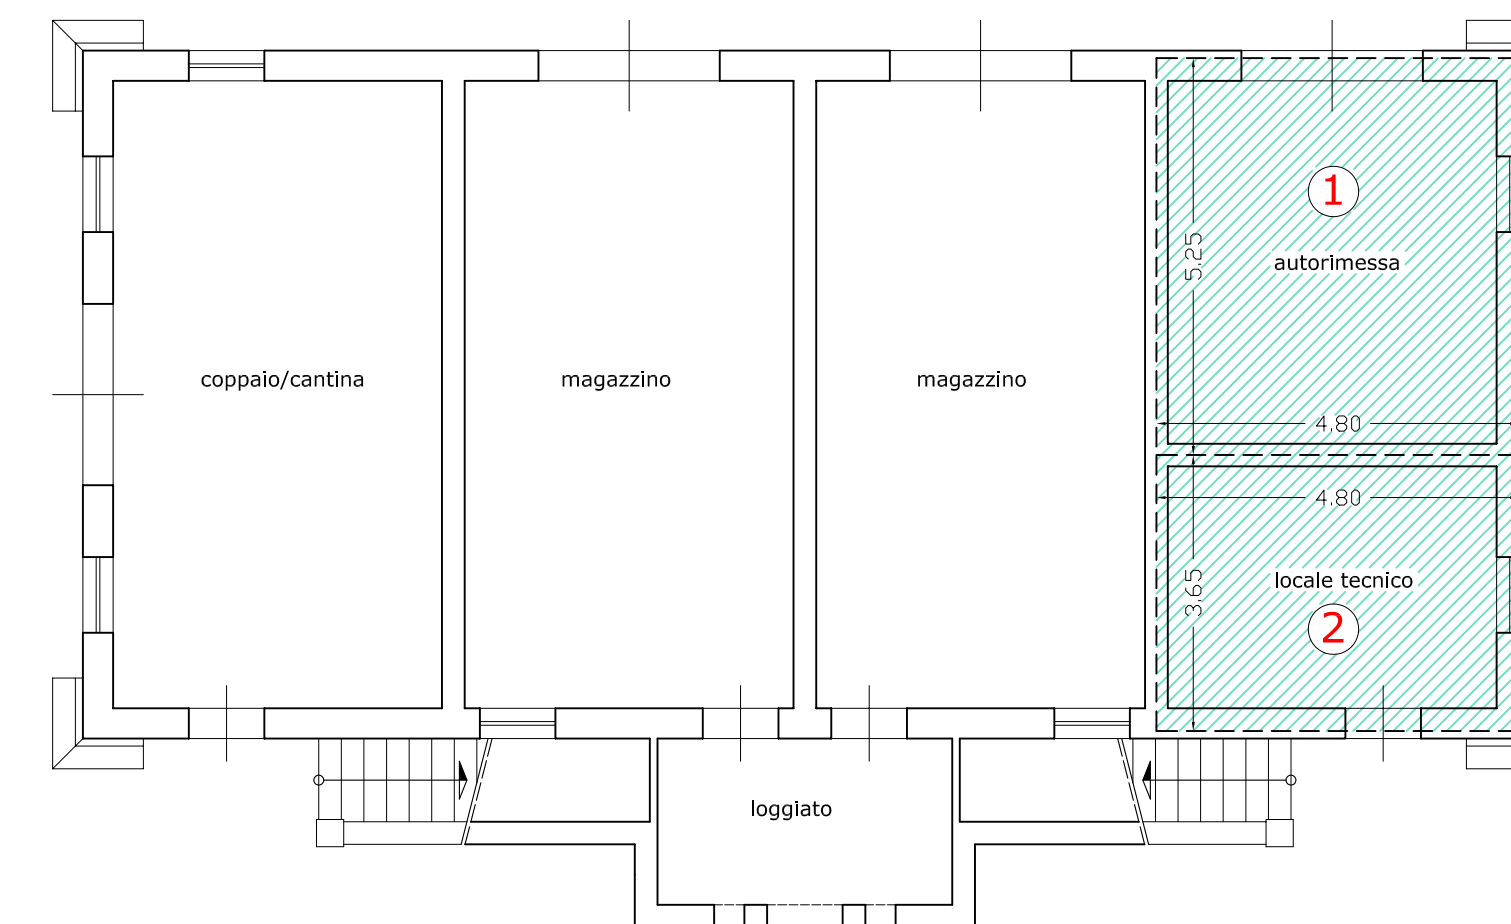 1
5.25
autorimessa
coppaio/cantina
magazzino
magazzino
4.80
4.80
3.65
locale tecnico
2
loggiato